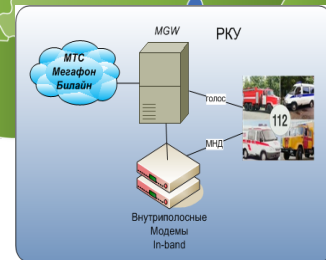 MGW
РКУ
МТС
Мегафон
Билайн
голос
112
МНД
Внутриполосные
Модемы
In-band